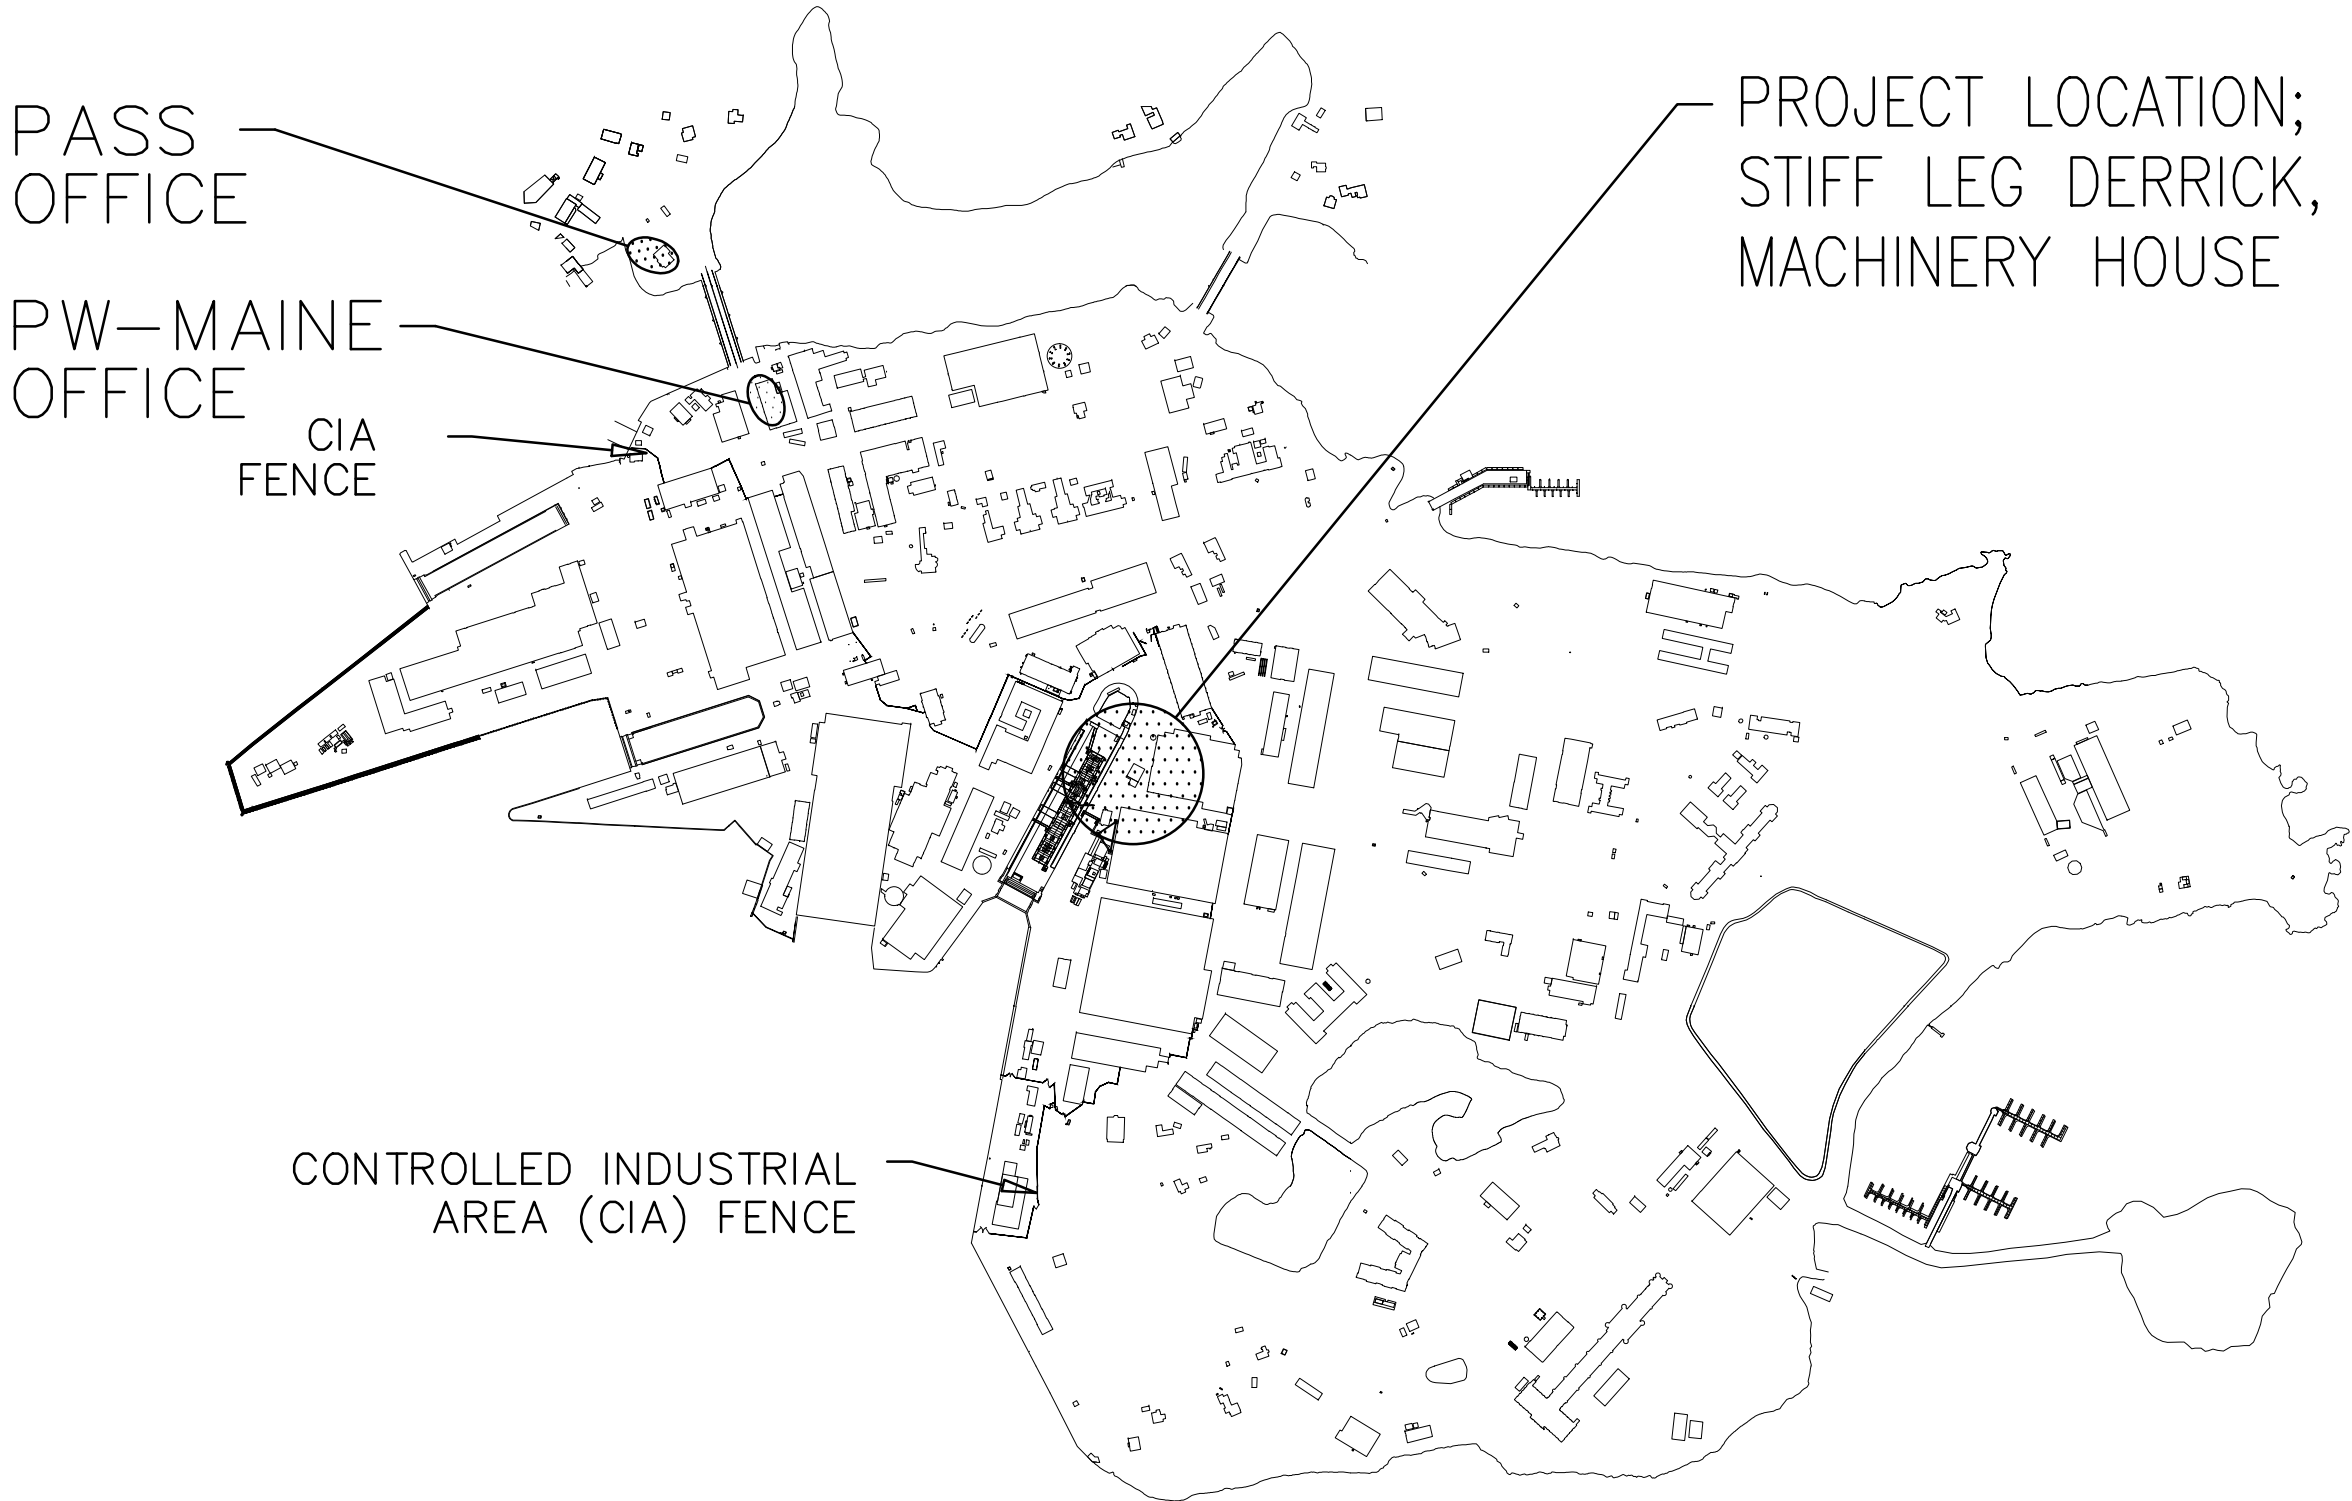 PASS
OFFICE
PW-MAINE
OFFICE
CIA
FENCE
PROJECT LOCATION;
STIFF LEG DERRICK,
MACHINERY HOUSE
CONTROLLED INDUSTRIAL
AREA (CIA) FENCE